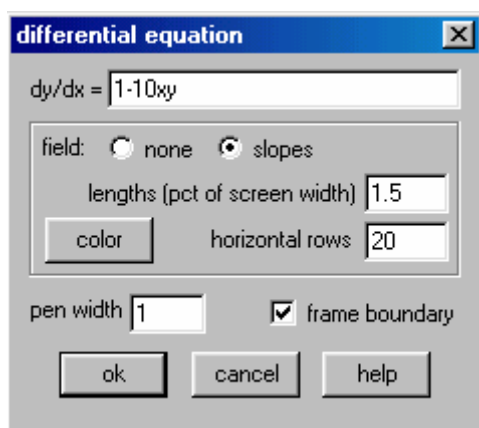 differential equation
dy/dx = 1-10xy
field: none slopes
lengths (pct of screen width) 1.5
color horizontal rows 20
pen width 1 frame boundary
ok cancel help